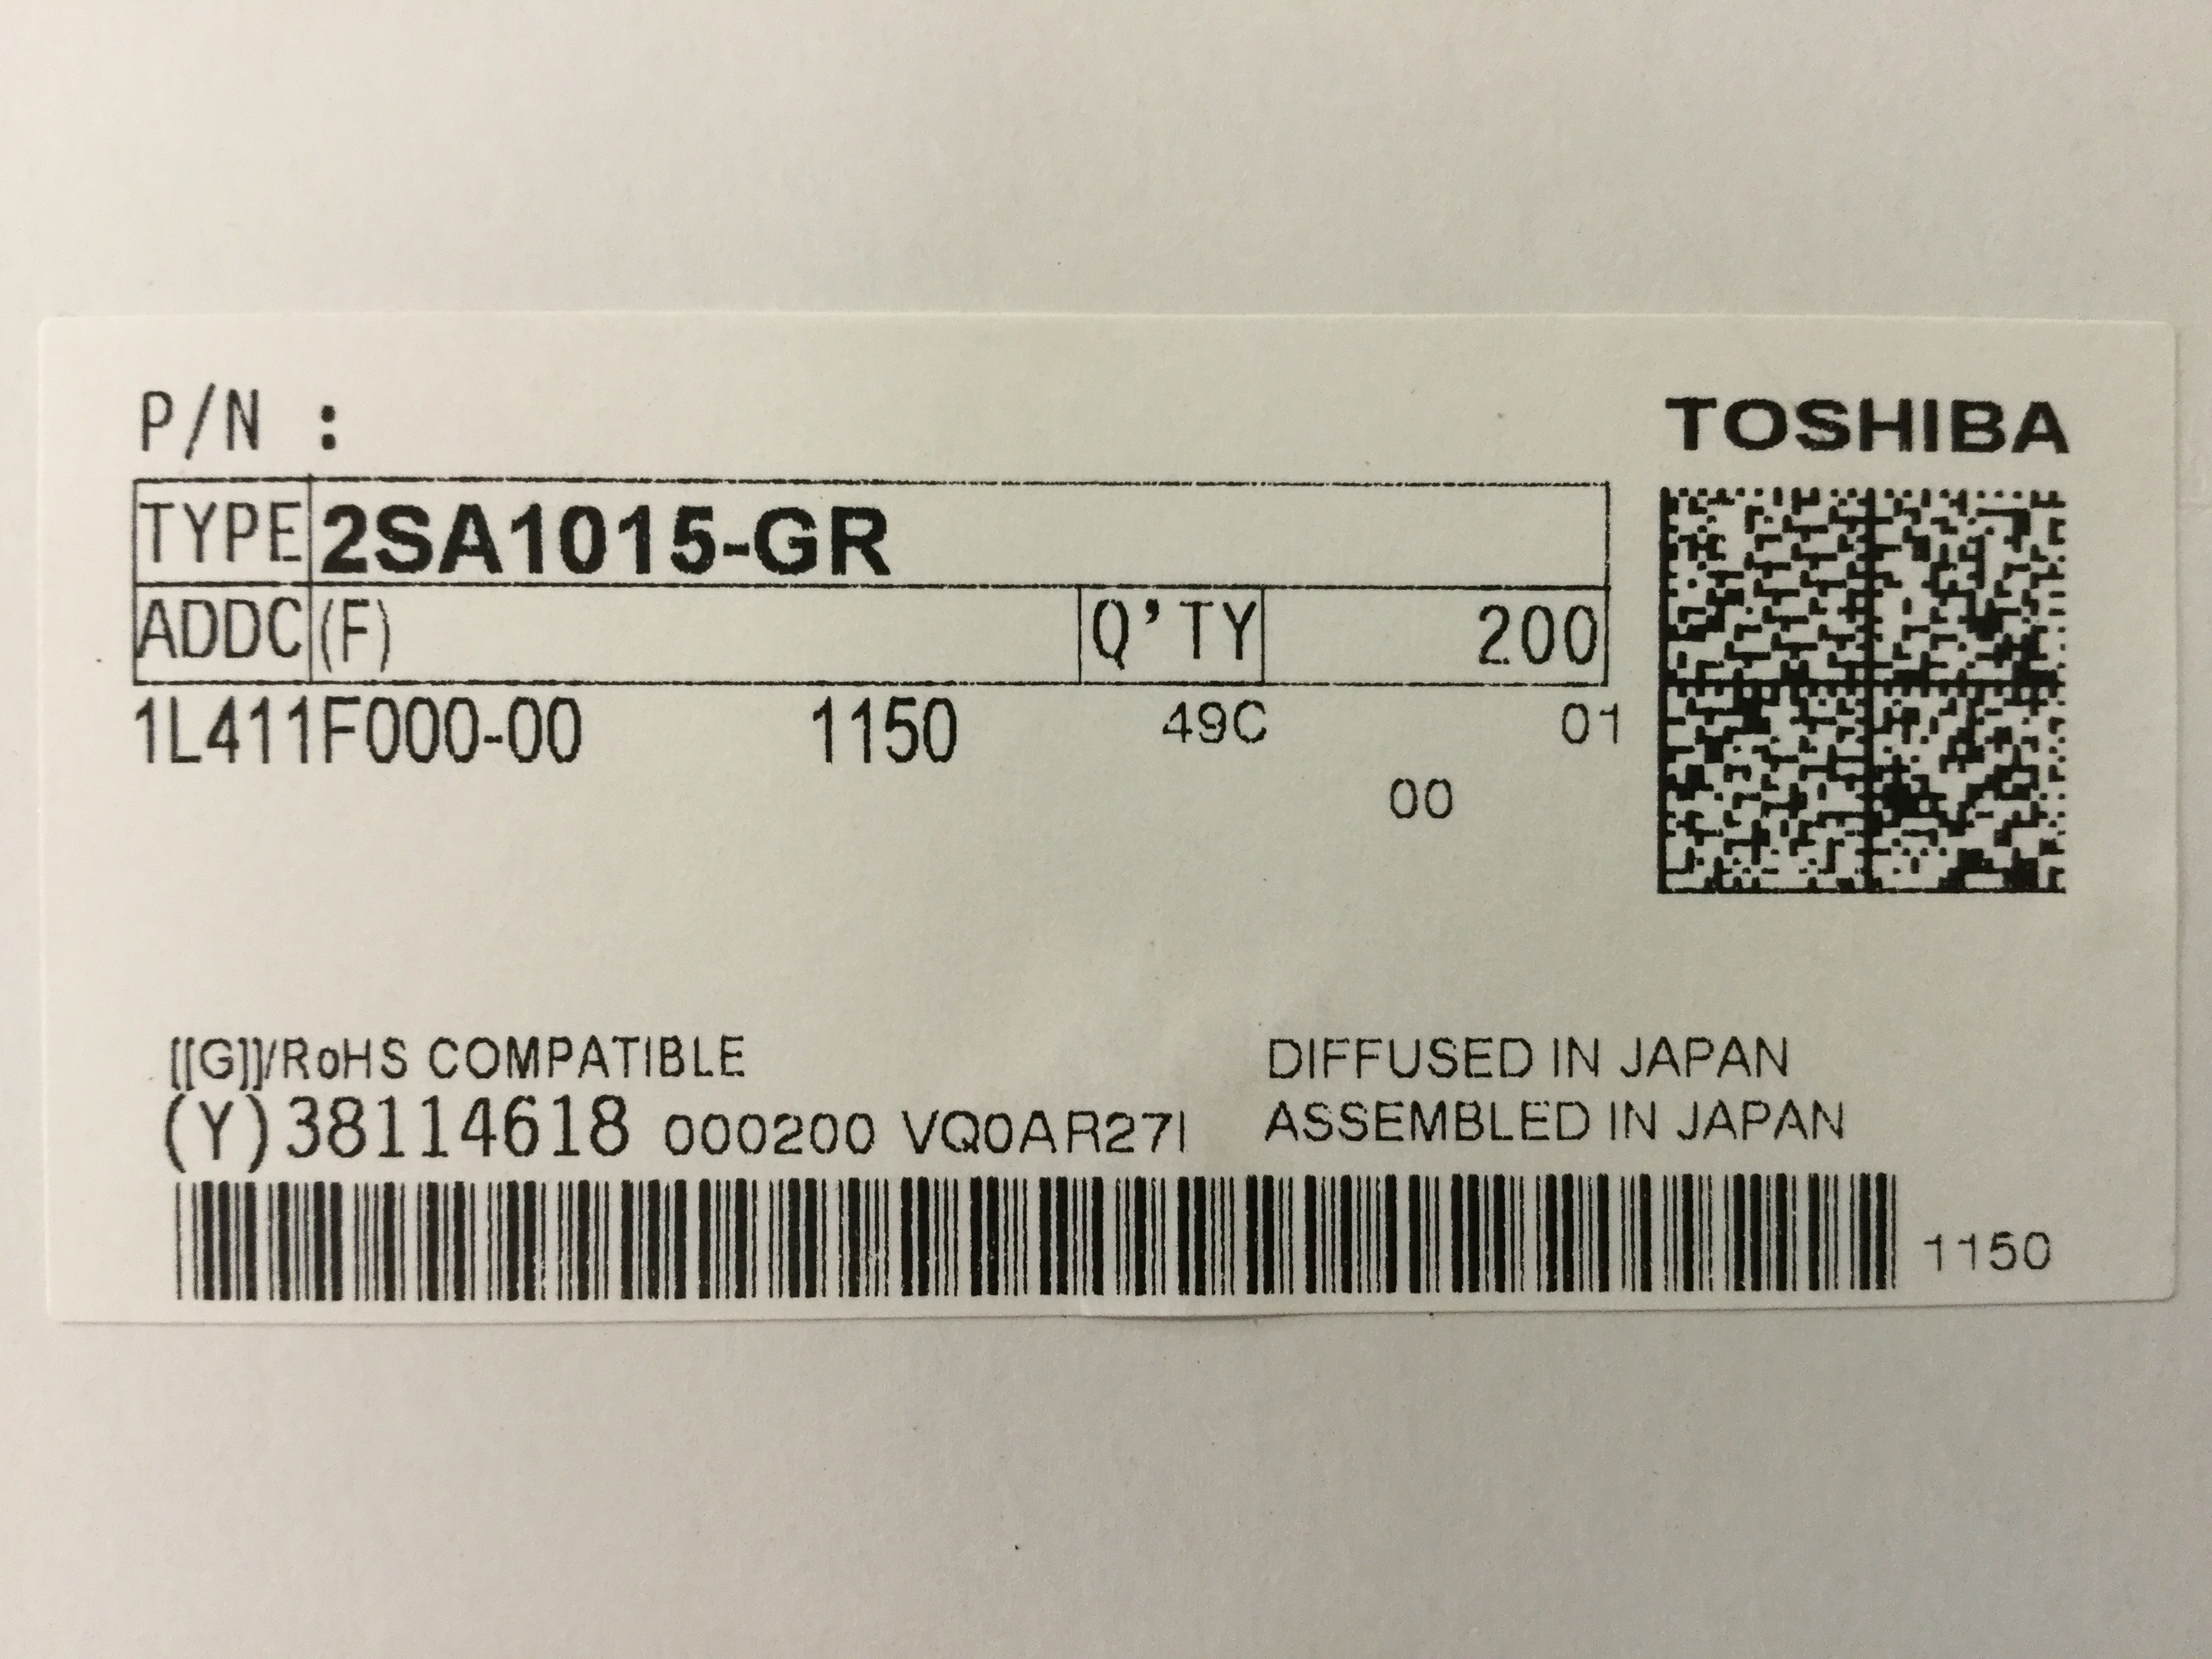 P/N :
TOSHIBA
TYPE 2SA1015-GR
ADDC (F) Q'TY 200
1L411F000-00 1150 49C 01
00
[[G]]/RoHS COMPATIBLE
DIFFUSED IN JAPAN
(Y)38114618 000200 VQ0AR27I
ASSEMBLED IN JAPAN
1150